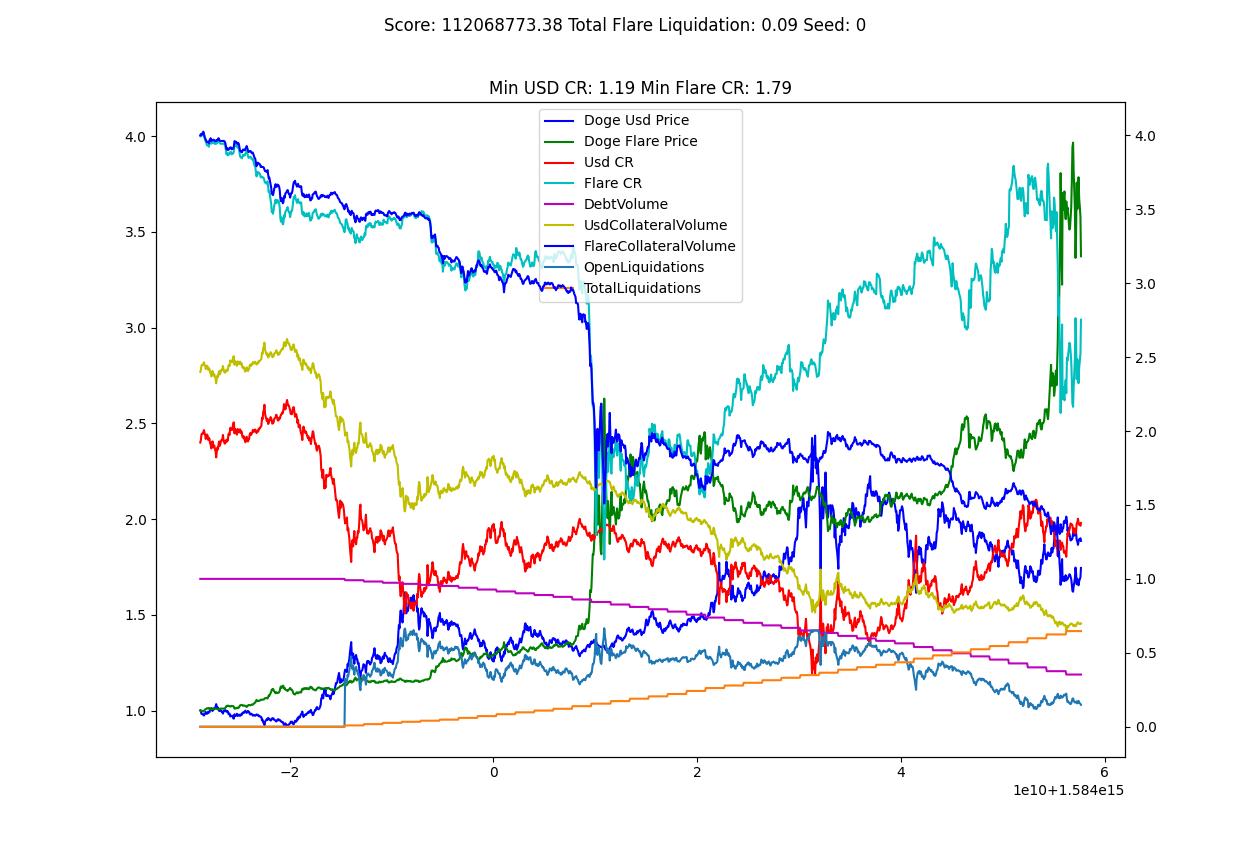 Score: 112068773.38 Total Flare Liquidation: 0.09 Seed: 0
Min USD CR: 1.19 Min Flare CR: 1.79
Doge Usd Price
Doge Flare Price
Usd CR
Flare CR
DebtVolume
UsdCollateralVolume
FlareCollateralVolume
OpenLiquidations
TotalLiquidations
4.0
3.5
3.0
2.5
2.0
1.5
1.0
4.0
3.5
3.0
2.5
2.0
1.5
1.0
0.5
0.0
−2 0 2 4 6
1e10+1.584e15